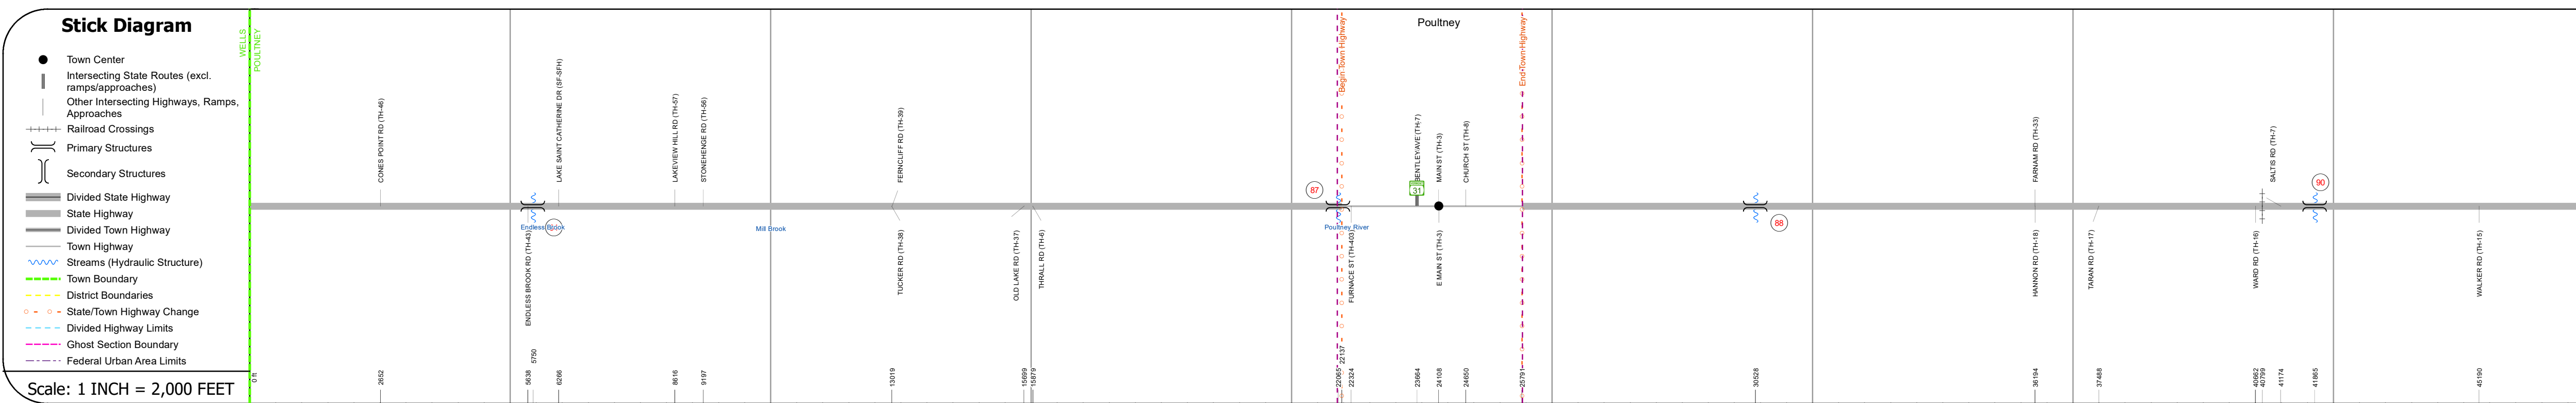 Stick Diagram
Town Center
Intersecting State Routes (excl.
ramps/approaches)
Other Intersecting Highways, Ramps,
Approaches
Railroad Crossings
Primary Structures
Secondary Structures
Divided State Highway
State Highway
Divided Town Highway
Town Highway
Streams (Hydraulic Structure)
Town Boundary
District Boundaries
State/Town Highway Change
Divided Highway Limits
Ghost Section Boundary
Federal Urban Area Limits
Scale: 1 INCH = 2,000 FEET
WELLS
POULTNEY
Poultney
Begin Town Highway
End Town Highway
CONES POINT RD (TH-46)
LAKE SAINT CATHERINE DR (SF-SFH)
LAKEVIEW HILL RD (TH-57)
STONEHENGE RD (TH-56)
FERNCLIFF RD (TH-39)
BENTLEY AVE (TH-7)
MAIN ST (TH-3)
CHURCH ST (TH-8)
FARNAM RD (TH-33)
SALTIS RD (TH-7)
87
31
90
88
Endless Brook
Mill Brook
Poultney River
ENDLESS BROOK RD (TH-43)
TUCKER RD (TH-38)
OLD LAKE RD (TH-37)
THRALL RD (TH-6)
FURNACE ST (TH-403)
E MAIN ST (TH-3)
HANNON RD (TH-18)
TARAN RD (TH-17)
WARD RD (TH-16)
WALKER RD (TH-15)
0 ft
2652
5638
5750
6266
8616
9197
13019
15699
15879
22065
22137
22324
23664
24108
24650
25791
30528
36194
37488
40662
40799
41174
41865
45190